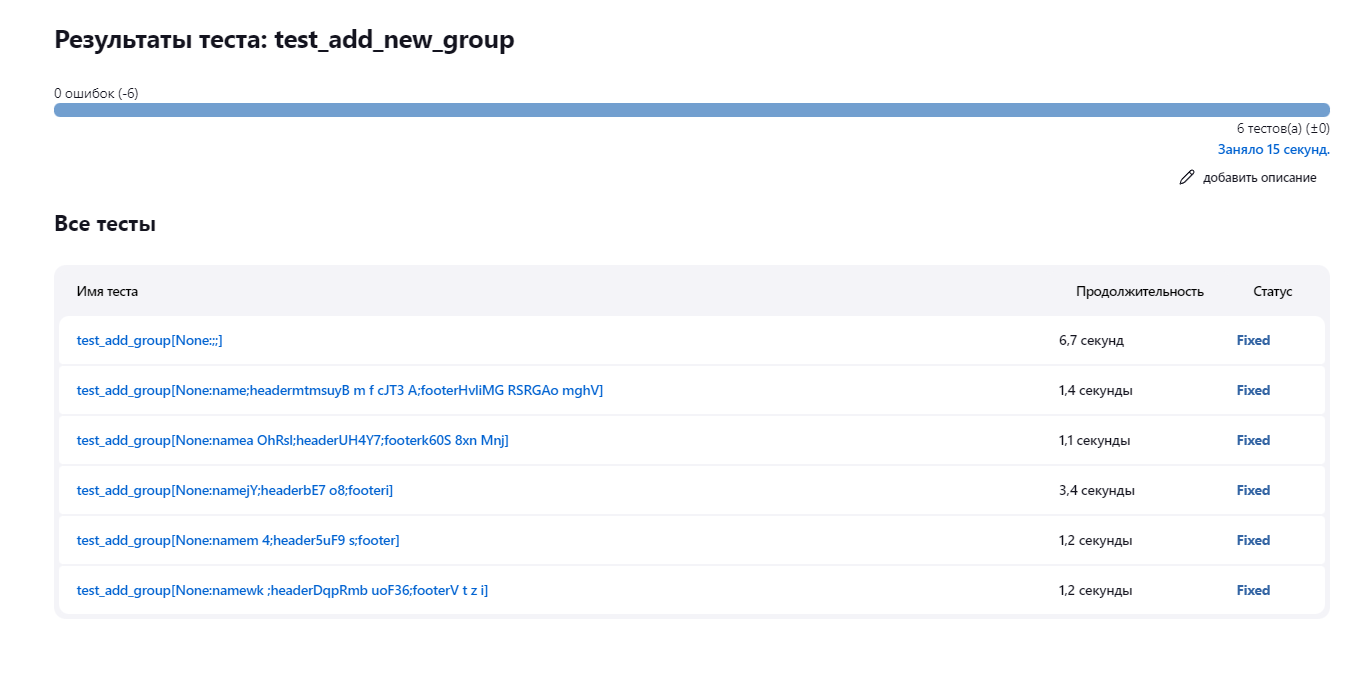 Результаты теста: test_add_new_group
0 ошибок (-6)
6 тестов(а) (±0)
Заняло 15 секунд.
добавить описание
Все тесты
Имя теста Продолжительность Статус
test_add_group[None:;;] 6,7 секунд Fixed
test_add_group[None:name;headermtmsuyB m f cJT3 A;footerHvliMG RSRGAo mghV] 1,4 секунды Fixed
test_add_group[None:namea OhRsl;headerUH4Y7;footerk60S 8xn Mnj] 1,1 секунды Fixed
test_add_group[None:namejY;headerbE7 o8;footeri] 3,4 секунды Fixed
test_add_group[None:namem 4;header5uF9 s;footer] 1,2 секунды Fixed
test_add_group[None:namewk ;headerDqpRmb uoF36;footerV t z i] 1,2 секунды Fixed